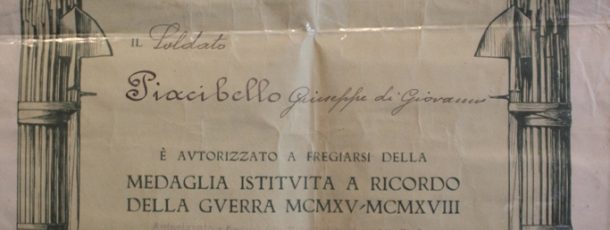 IL Soldato
Piacibello Giuseppe di Giovanni
È AVTORIZZATO A FREGIARSI DELLA
MEDAGLIA ISTITVITA A RICORDO
DELLA GVERRA MCMXV-MCMXVIII